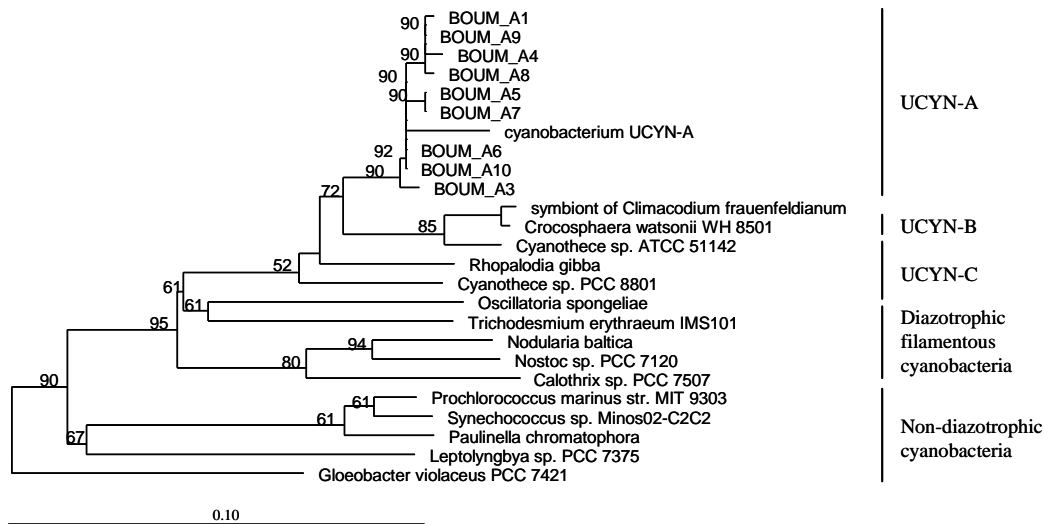 90
BOUM_A1
BOUM_A9
90
BOUM_A4
90
BOUM_A8
90
BOUM_A5
UCYN-A
BOUM_A7
cyanobacterium UCYN-A
92
BOUM_A6
90
BOUM_A10
72
BOUM_A3
symbiont of Climacodium frauenfeldianum
85
Crocosphaera watsonii WH 8501
UCYN-B
Cyanothece sp. ATCC 51142
52
Rhopalodia gibba
UCYN-C
Cyanothece sp. PCC 8801
61
61
Oscillatoria spongeliae
95
Trichodesmium erythraeum IMS101
Diazotrophic
filamentous
cyanobacteria
94
Nodularia baltica
80
Nostoc sp. PCC 7120
Calothrix sp. PCC 7507
90
61
Prochlorococcus marinus str. MIT 9303
61
Synechococcus sp. Minos02-C2C2
Non-diazotrophic
cyanobacteria
67
Paulinella chromatophora
Leptolyngbya sp. PCC 7375
Gloeobacter violaceus PCC 7421
0.10